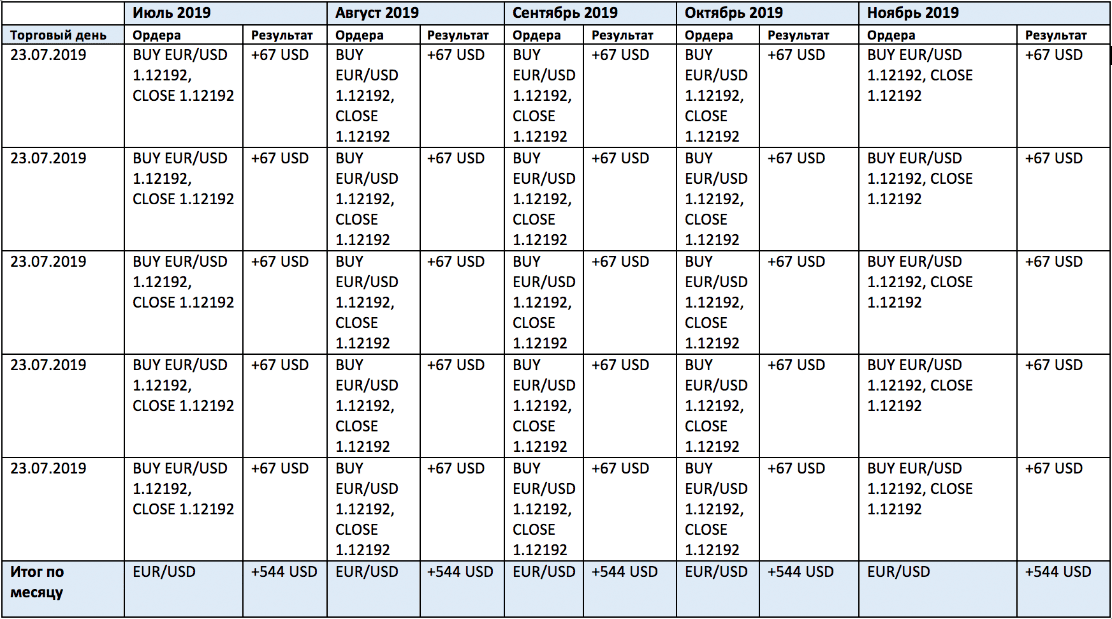 Июль 2019 Август 2019 Сентябрь 2019 Октябрь 2019 Ноябрь 2019
Торговый день Ордера Результат Ордера Результат Ордера Результат Ордера Результат Ордера Результат
23.07.2019 BUY EUR/USD +67 USD BUY +67 USD BUY +67 USD BUY +67 USD BUY EUR/USD +67 USD
1.12192, EUR/USD EUR/USD EUR/USD 1.12192, CLOSE
CLOSE 1.12192 1.12192, 1.12192, 1.12192, 1.12192
CLOSE CLOSE CLOSE
1.12192 1.12192 1.12192
23.07.2019 BUY EUR/USD +67 USD BUY +67 USD BUY +67 USD BUY +67 USD BUY EUR/USD +67 USD
1.12192, EUR/USD EUR/USD EUR/USD 1.12192, CLOSE
CLOSE 1.12192 1.12192, 1.12192, 1.12192, 1.12192
CLOSE CLOSE CLOSE
1.12192 1.12192 1.12192
23.07.2019 BUY EUR/USD +67 USD BUY +67 USD BUY +67 USD BUY +67 USD BUY EUR/USD +67 USD
1.12192, EUR/USD EUR/USD EUR/USD 1.12192, CLOSE
CLOSE 1.12192 1.12192, 1.12192, 1.12192, 1.12192
CLOSE CLOSE CLOSE
1.12192 1.12192 1.12192
23.07.2019 BUY EUR/USD +67 USD BUY +67 USD BUY +67 USD BUY +67 USD BUY EUR/USD +67 USD
1.12192, EUR/USD EUR/USD EUR/USD 1.12192, CLOSE
CLOSE 1.12192 1.12192, 1.12192, 1.12192, 1.12192
CLOSE CLOSE CLOSE
1.12192 1.12192 1.12192
23.07.2019 BUY EUR/USD +67 USD BUY +67 USD BUY +67 USD BUY +67 USD BUY EUR/USD +67 USD
1.12192, EUR/USD EUR/USD EUR/USD 1.12192, CLOSE
CLOSE 1.12192 1.12192, 1.12192, 1.12192, 1.12192
CLOSE CLOSE CLOSE
1.12192 1.12192 1.12192
Итог по EUR/USD +544 USD EUR/USD +544 USD EUR/USD +544 USD EUR/USD +544 USD EUR/USD +544 USD
месяцу